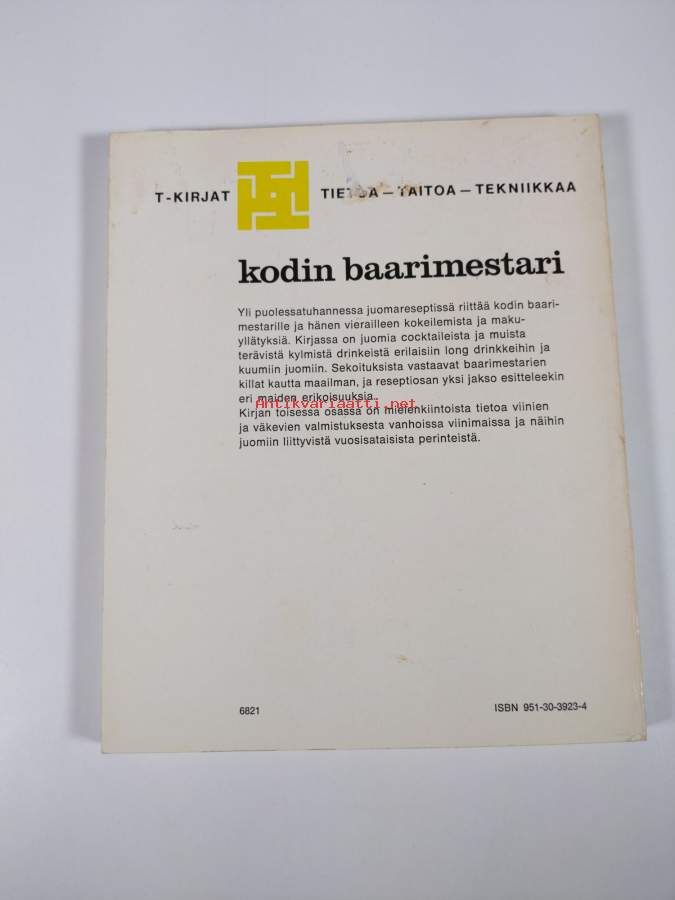 T-KIRJAT TIETOA — TAITOA — TEKNIIKKAA
kodin baarimestari
Yli puolessatuhannessa juomareseptissä riittää kodin baari-
mestarille ja hänen vierailleen kokeilemista ja maku-
yllätyksiä. Kirjassa on juomia cocktaileista ja muista
terävistä kylmistä drinkeistä erilaisiin long drinkkeihin ja
kuumiin juomiin. Sekoituksista vastaavat baarimestarien
killat kautta maailman, ja reseptiosan yksi jakso esitteleekin
eri maiden erikoisuuksia.
Antikvariaatti.net
Kirjan toisessa osassa on mielenkiintoista tietoa viinien
ja väkevien valmistuksesta vanhoissa viinimaissa ja näihin
juomiin liittyvistä vuosisataisista perinteistä.
6821 ISBN 951-30-3923-4